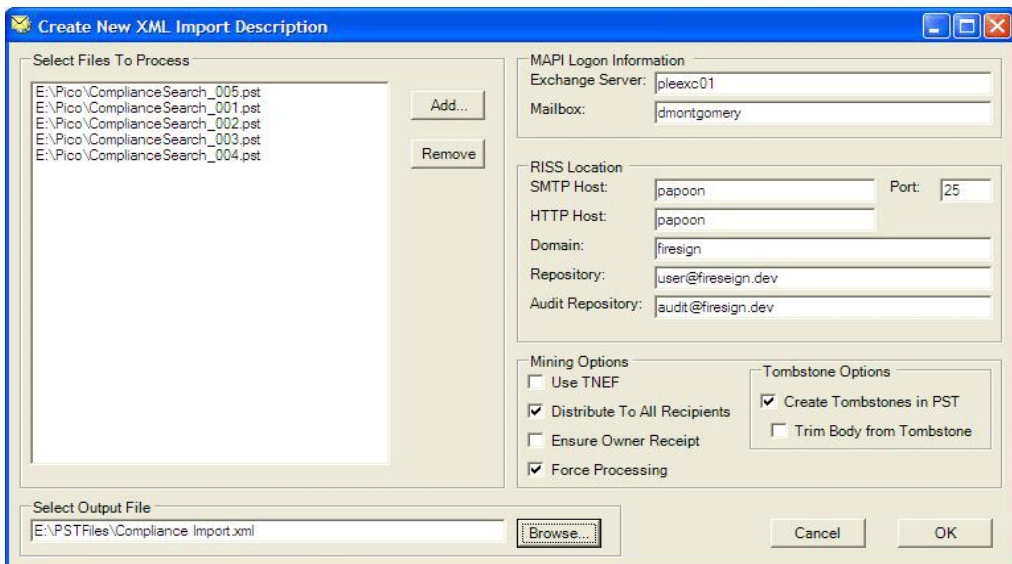 Create New XML Import Description
Select Files To Process
E:\Pico\ComplianceSearch_005.pst
E:\Pico\ComplianceSearch_001.pst
E:\Pico\ComplianceSearch_002.pst
E:\Pico\ComplianceSearch_003.pst
E:\Pico\ComplianceSearch_004.pst
Add...
Remove
MAPI Logon Information
Exchange Server: pleexc01
Mailbox: dmontgomery
RISS Location
SMTP Host: papoon Port: 25
HTTP Host: papoon
Domain: firesign
Repository: user@fireseign.dev
Audit Repository: audit@firesign.dev
Mining Options
Use TNEF
Distribute To All Recipients
Ensure Owner Receipt
Force Processing
Tombstone Options
Create Tombstones in PST
Trim Body from Tombstone
Select Output File
E:\PSTFiles\Compliance Import.xml
Browse...
Cancel
OK